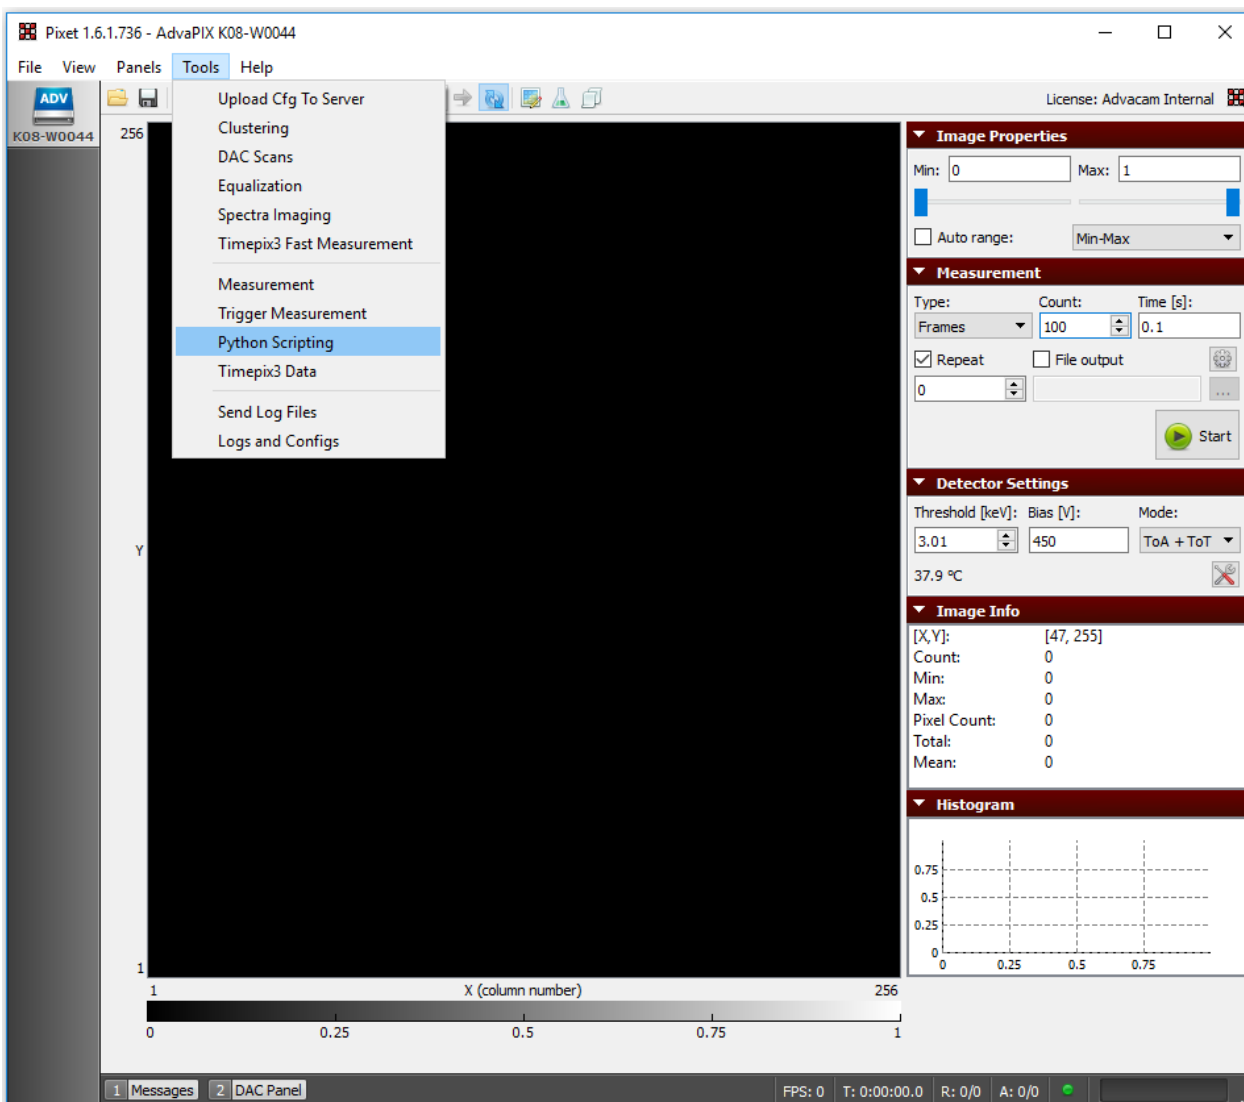 Pixet 1.6.1.736 - AdvaPIX K08-W0044
File View Panels Tools Help
ADV
K08-W0044
License: Advacam Internal
Upload Cfg To Server
Clustering
DAC Scans
Equalization
Spectra Imaging
Timepix3 Fast Measurement
Measurement
Trigger Measurement
Python Scripting
Timepix3 Data
Send Log Files
Logs and Configs
256
Y
1
1 X (column number) 256
0 0.25 0.5 0.75 1
Image Properties
Min: 0 Max: 1
Auto range: Min-Max
Measurement
Type: Count: Time [s]:
Frames 100 0.1
Repeat File output
0 ...
Start
Detector Settings
Threshold [keV]: Bias [V]: Mode:
3.01 450 ToA + ToT
37.9 °C
Image Info
[X,Y]: [47, 255]
Count: 0
Min: 0
Max: 0
Pixel Count: 0
Total: 0
Mean: 0
Histogram
0.75
0.5
0.25
0
0 0.25 0.5 0.75
1 Messages 2 DAC Panel FPS: 0 T: 0:00:00.0 R: 0/0 A: 0/0